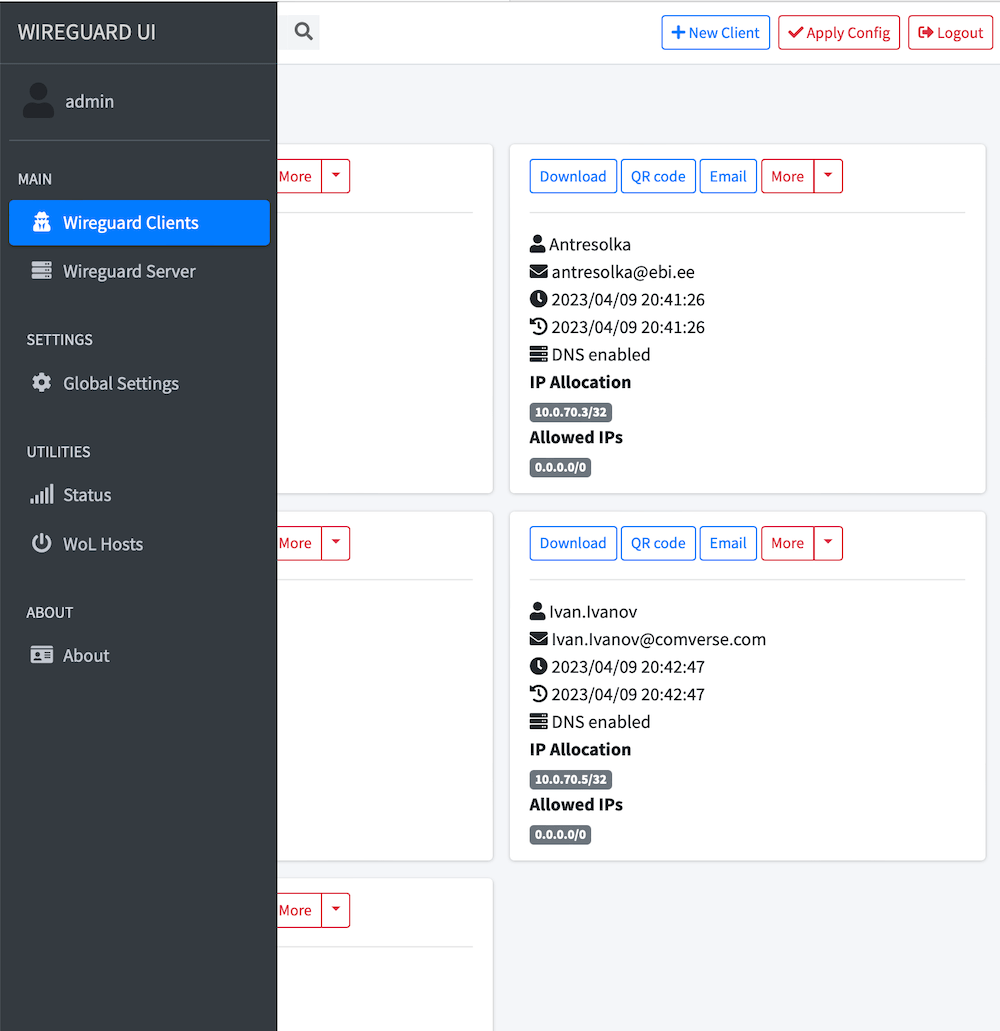 WIREGUARD UI
admin
MAIN
Wireguard Clients
Wireguard Server
SETTINGS
Global Settings
UTILITIES
Status
WoL Hosts
ABOUT
About
New Client Apply Config Logout
More
Download QR code Email More
Antresolka
antresolka@ebi.ee
2023/04/09 20:41:26
2023/04/09 20:41:26
DNS enabled
IP Allocation
10.0.70.3/32
Allowed IPs
0.0.0.0/0
More
Download QR code Email More
Ivan.Ivanov
Ivan.Ivanov@comverse.com
2023/04/09 20:42:47
2023/04/09 20:42:47
DNS enabled
IP Allocation
10.0.70.5/32
Allowed IPs
0.0.0.0/0
More